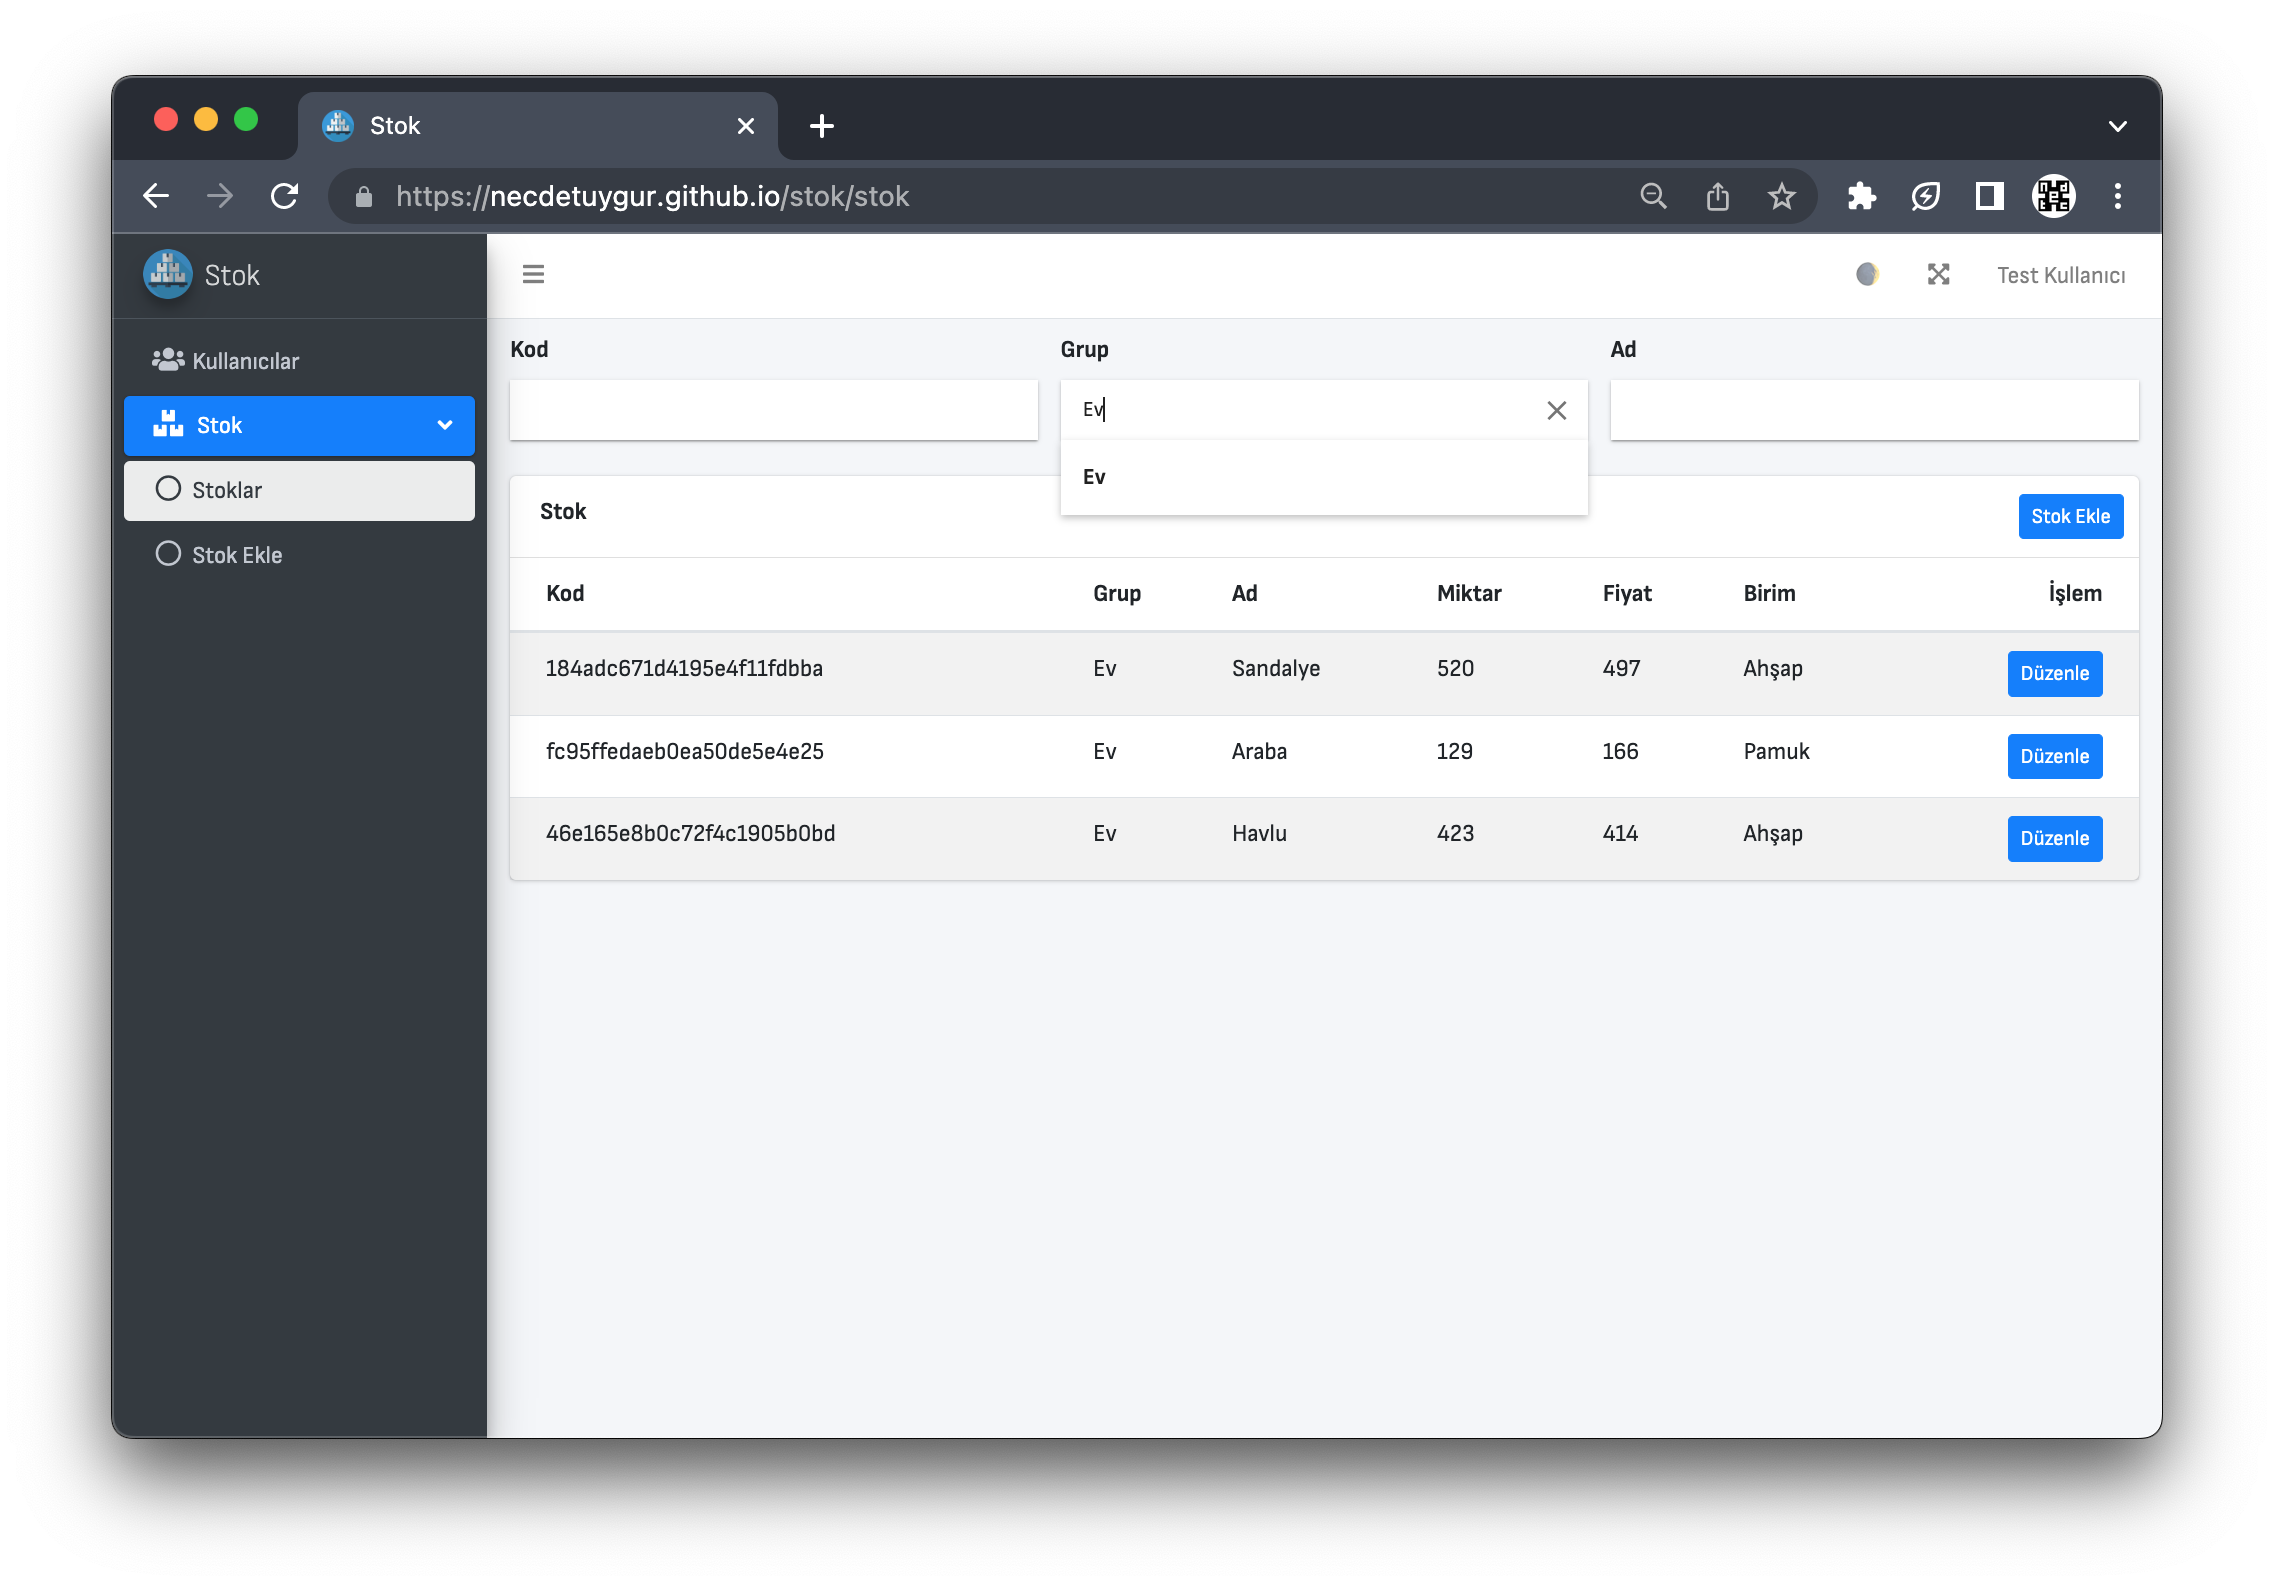 Stok
https://necdetuygur.github.io/stok/stok
Stok
Test Kullanıcı
Kullanıcılar
Stok
Stoklar
Stok Ekle
Kod Grup Ad
Ev
Ev
Stok Stok Ekle
Kod Grup Ad Miktar Fiyat Birim İşlem
184adc671d4195e4f11fdbba Ev Sandalye 520 497 Ahşap Düzenle
fc95ffedaeb0ea50de5e4e25 Ev Araba 129 166 Pamuk Düzenle
46e165e8b0c72f4c1905b0bd Ev Havlu 423 414 Ahşap Düzenle